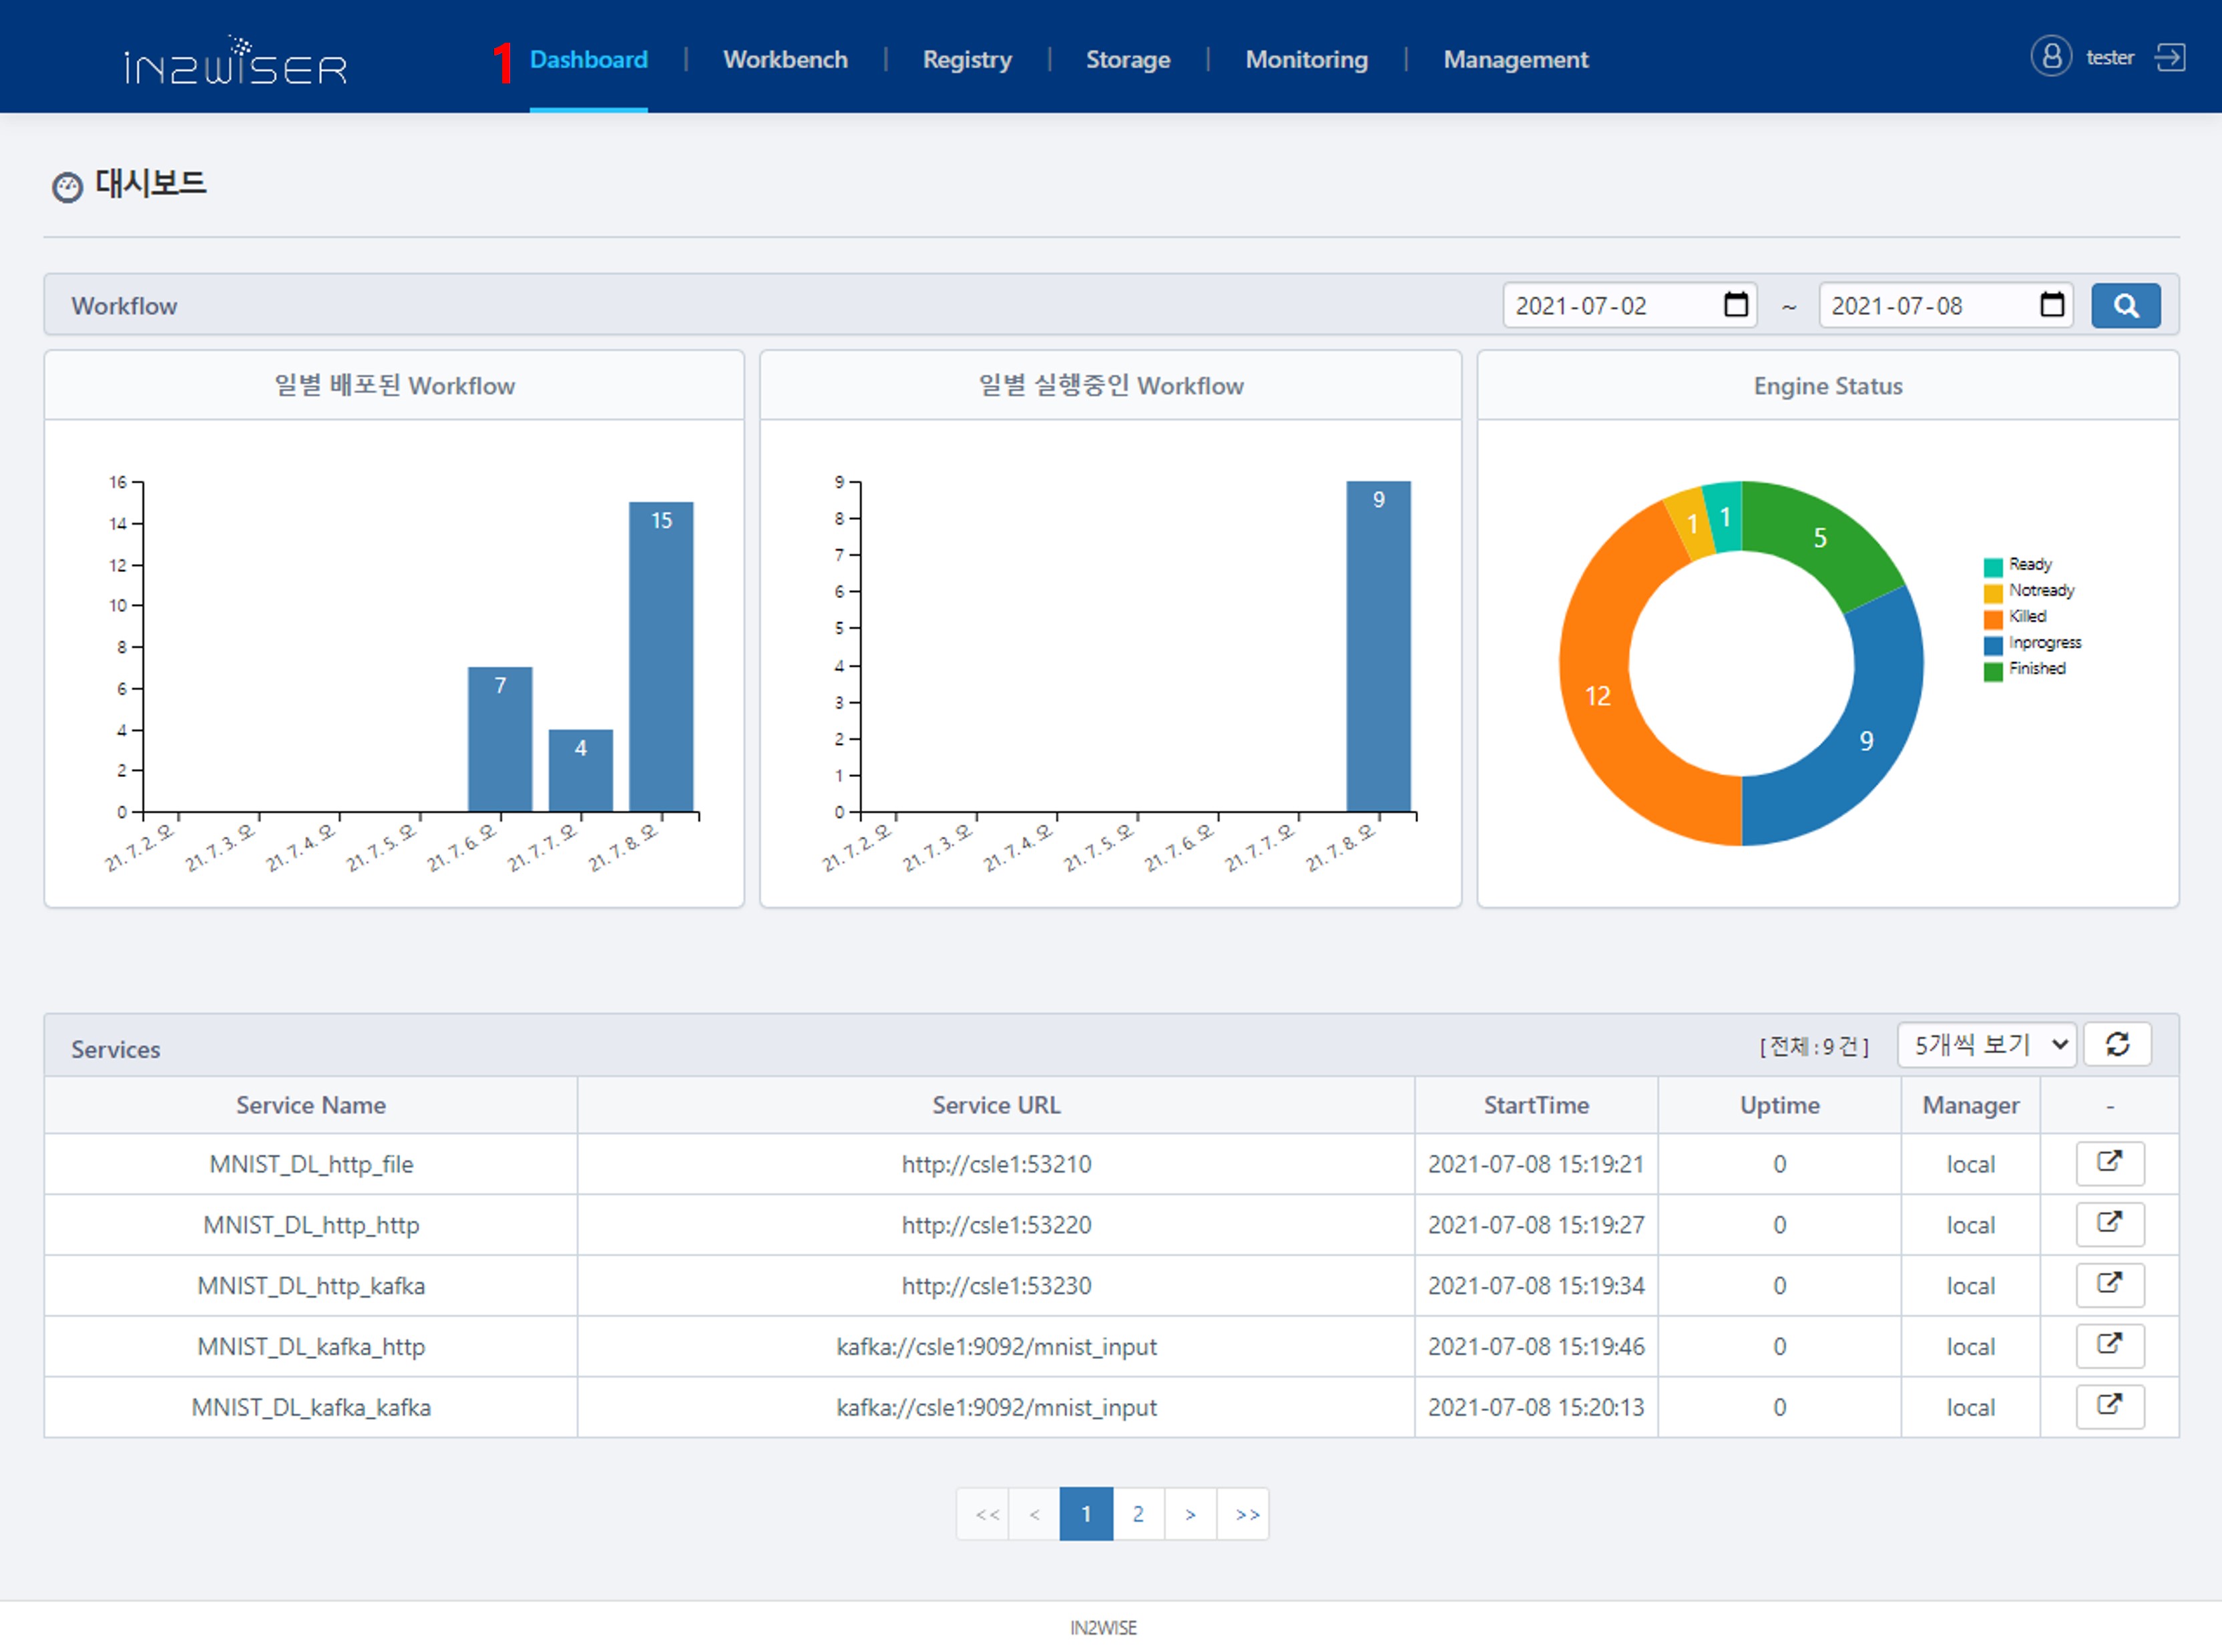 iN2WiSER
1 Dashboard | Workbench | Registry | Storage | Monitoring | Management
tester
대시보드
Workflow
2021-07-02 ~ 2021-07-08
일별 배포된 Workflow
16
14
12
10
8
6
4
2
0
7
4
15
21. 7. 2. 오
21. 7. 3. 오
21. 7. 4. 오
21. 7. 5. 오
21. 7. 6. 오
21. 7. 7. 오
21. 7. 8. 오
일별 실행중인 Workflow
9
8
7
6
5
4
3
2
1
0
9
21. 7. 2. 오
21. 7. 3. 오
21. 7. 4. 오
21. 7. 5. 오
21. 7. 6. 오
21. 7. 7. 오
21. 7. 8. 오
Engine Status
1
1
5
12
9
Ready
Notready
Killed
Inprogress
Finished
Services
[ 전체 : 9 건 ] 5개씩 보기
Service Name Service URL StartTime Uptime Manager -
MNIST_DL_http_file http://csle1:53210 2021-07-08 15:19:21 0 local
MNIST_DL_http_http http://csle1:53220 2021-07-08 15:19:27 0 local
MNIST_DL_http_kafka http://csle1:53230 2021-07-08 15:19:34 0 local
MNIST_DL_kafka_http kafka://csle1:9092/mnist_input 2021-07-08 15:19:46 0 local
MNIST_DL_kafka_kafka kafka://csle1:9092/mnist_input 2021-07-08 15:20:13 0 local
<< < 1 2 > >>
IN2WISE